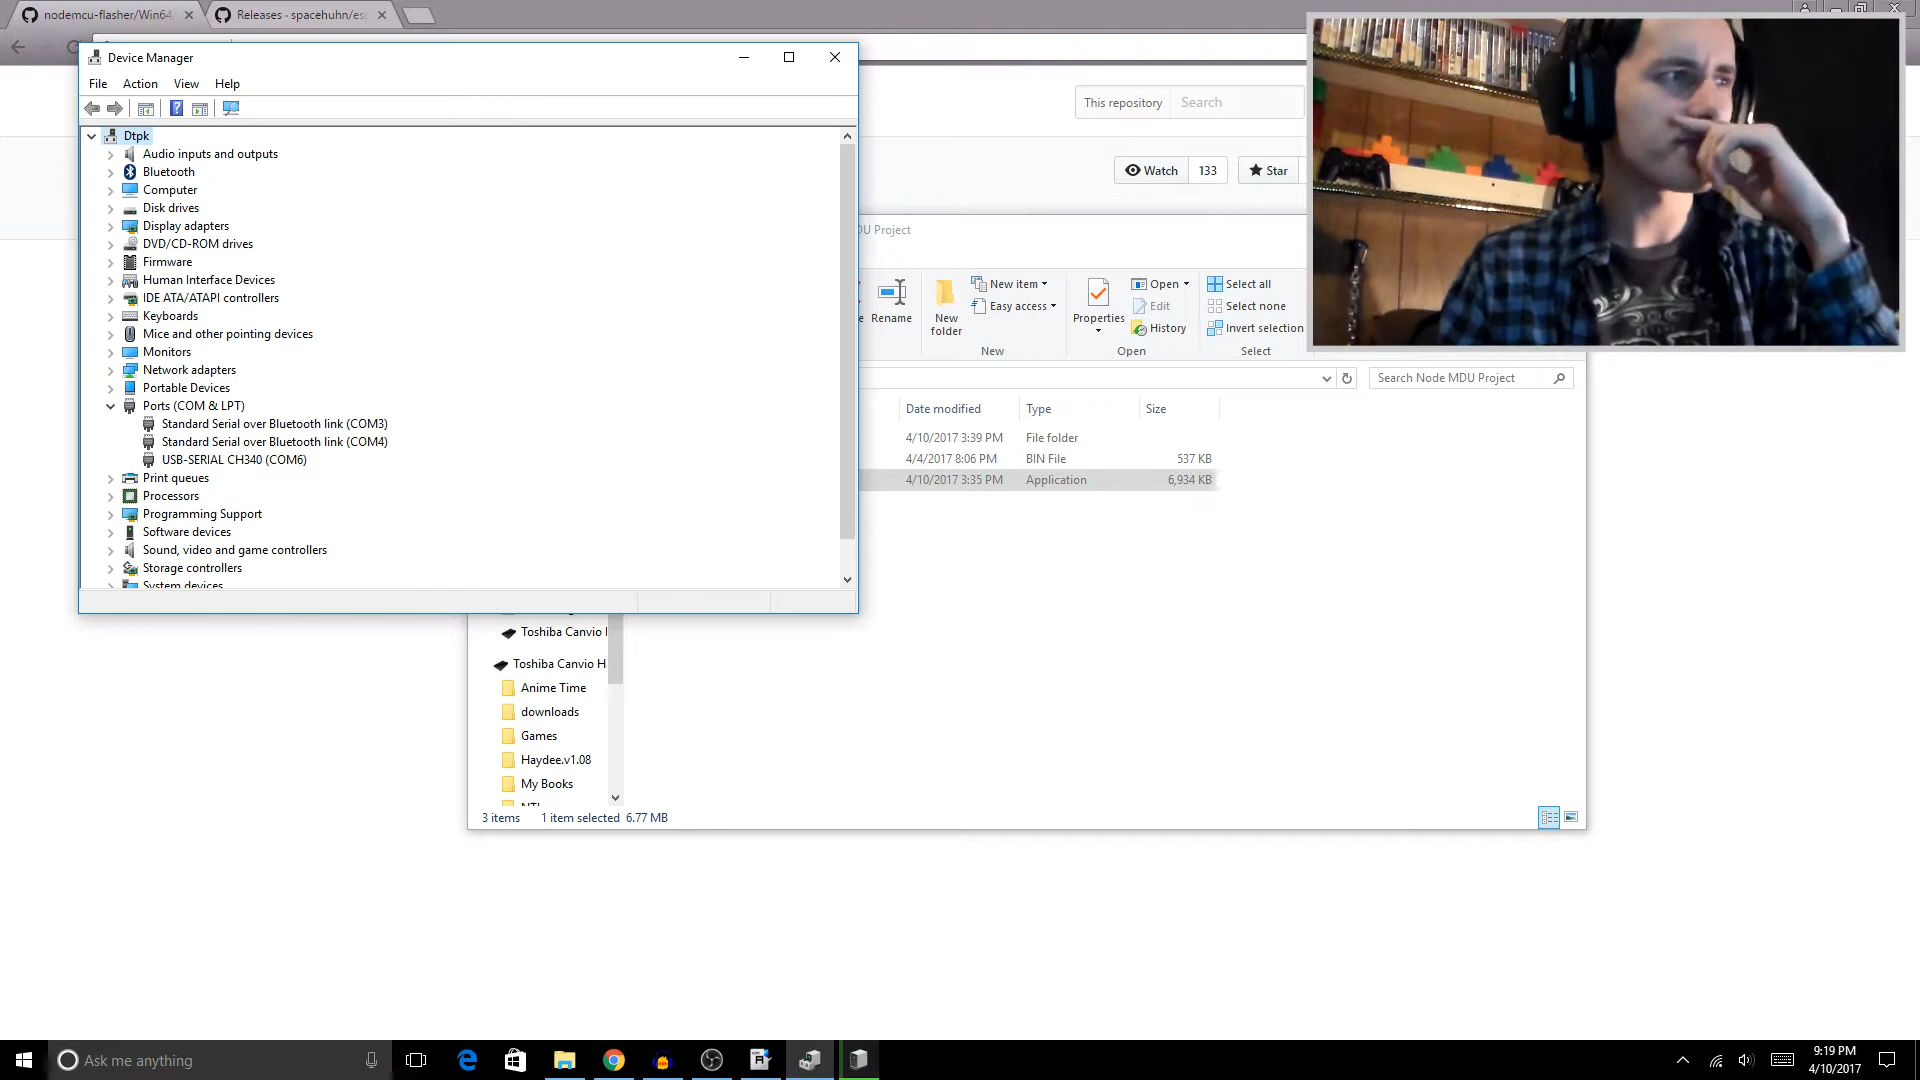 nodemcu-flasher/Win64
Releases · spacehuhn/es
Device Manager
File Action View Help
Dtpk
Audio inputs and outputs
Bluetooth
Computer
Disk drives
Display adapters
DVD/CD-ROM drives
Firmware
Human Interface Devices
IDE ATA/ATAPI controllers
Keyboards
Mice and other pointing devices
Monitors
Network adapters
Portable Devices
Ports (COM & LPT)
Standard Serial over Bluetooth link (COM3)
Standard Serial over Bluetooth link (COM4)
USB-SERIAL CH340 (COM6)
Print queues
Processors
Programming Support
Software devices
Sound, video and game controllers
Storage controllers
System devices
This repository Search
Watch 133 Star
DU Project
Rename
New folder
New item
Easy access
New
Properties
Open
Edit
History
Open
Select all
Select none
Invert selection
Select
Search Node MDU Project
Date modified Type Size
4/10/2017 3:39 PM File folder
4/4/2017 8:06 PM BIN File 537 KB
4/10/2017 3:35 PM Application 6,934 KB
Toshiba Canvio
Toshiba Canvio H
Anime Time
downloads
Games
Haydee.v1.08
My Books
3 items 1 item selected 6.77 MB
Ask me anything
9:19 PM
4/10/2017